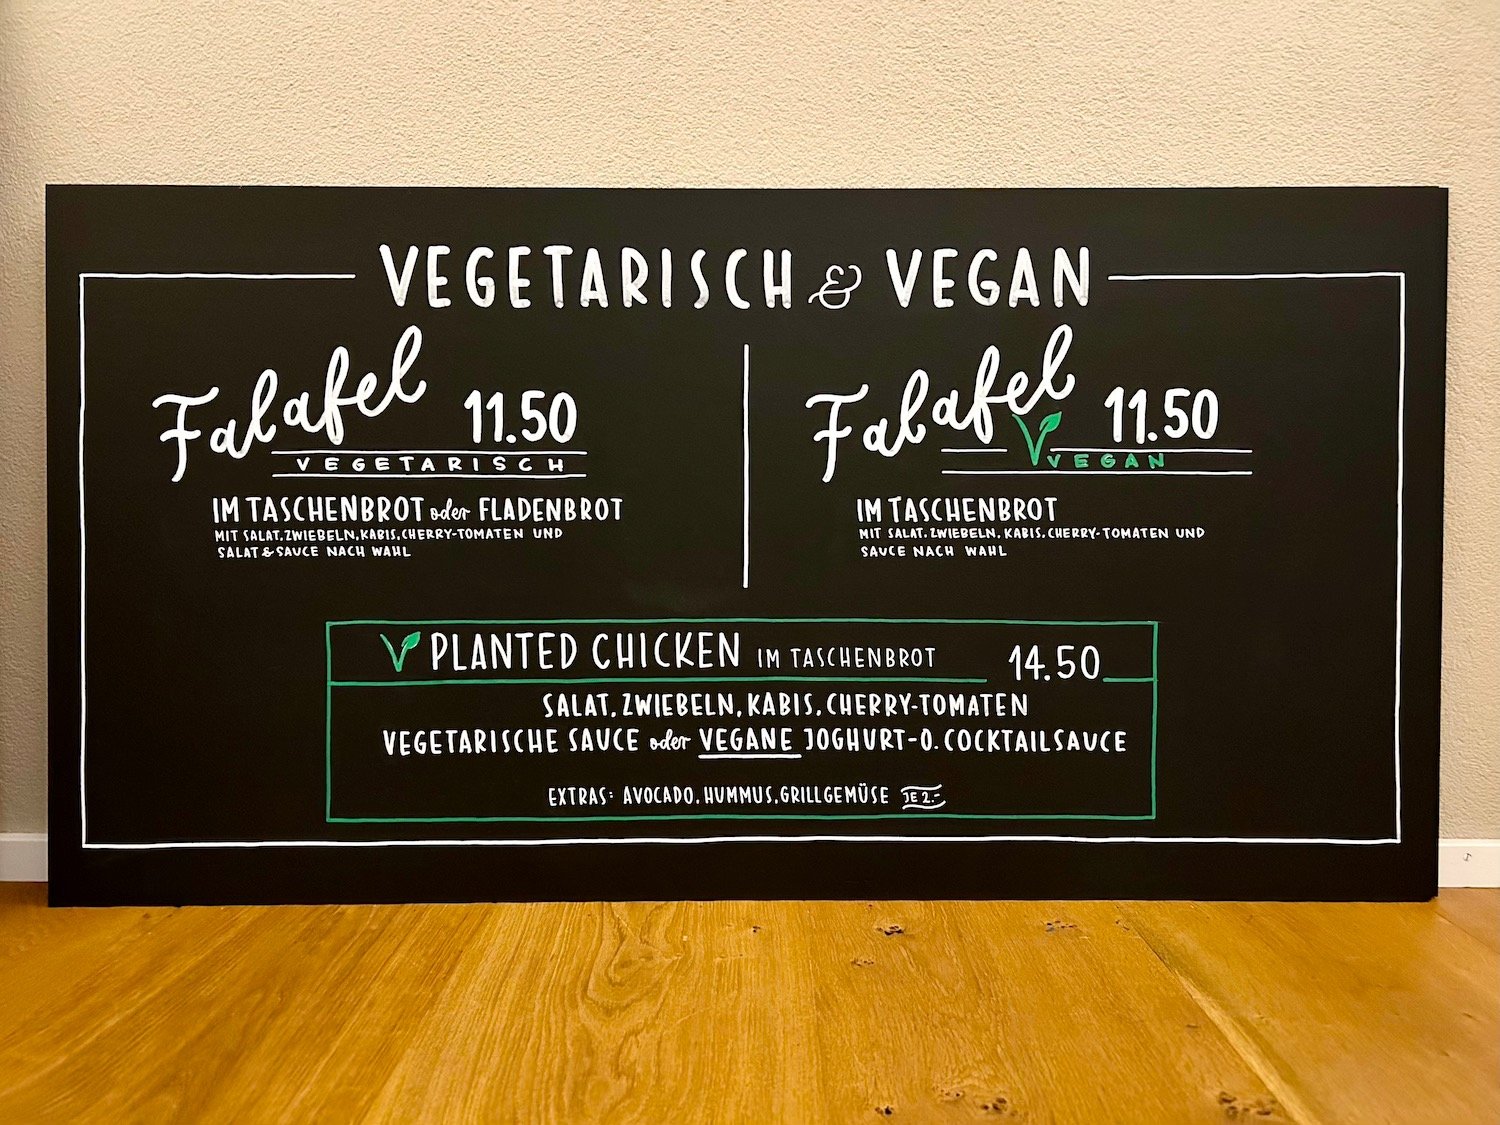 VEGETARISCH & VEGAN
Falafel 11.50
VEGETARISCH
IM TASCHENBROT oder FLADENBROT
MIT SALAT, ZWIEBELN, KABIS, CHERRY-TOMATEN UND
SALAT & SAUCE NACH WAHL
Falafel 11.50
VEGAN
IM TASCHENBROT
MIT SALAT, ZWIEBELN, KABIS, CHERRY-TOMATEN UND
SAUCE NACH WAHL
PLANTED CHICKEN IM TASCHENBROT 14.50
SALAT, ZWIEBELN, KABIS, CHERRY-TOMATEN
VEGETARISCHE SAUCE oder VEGANE JOGHURT- O. COCKTAILSAUCE
EXTRAS: AVOCADO, HUMMUS, GRILLGEMÜSE JE 2.-